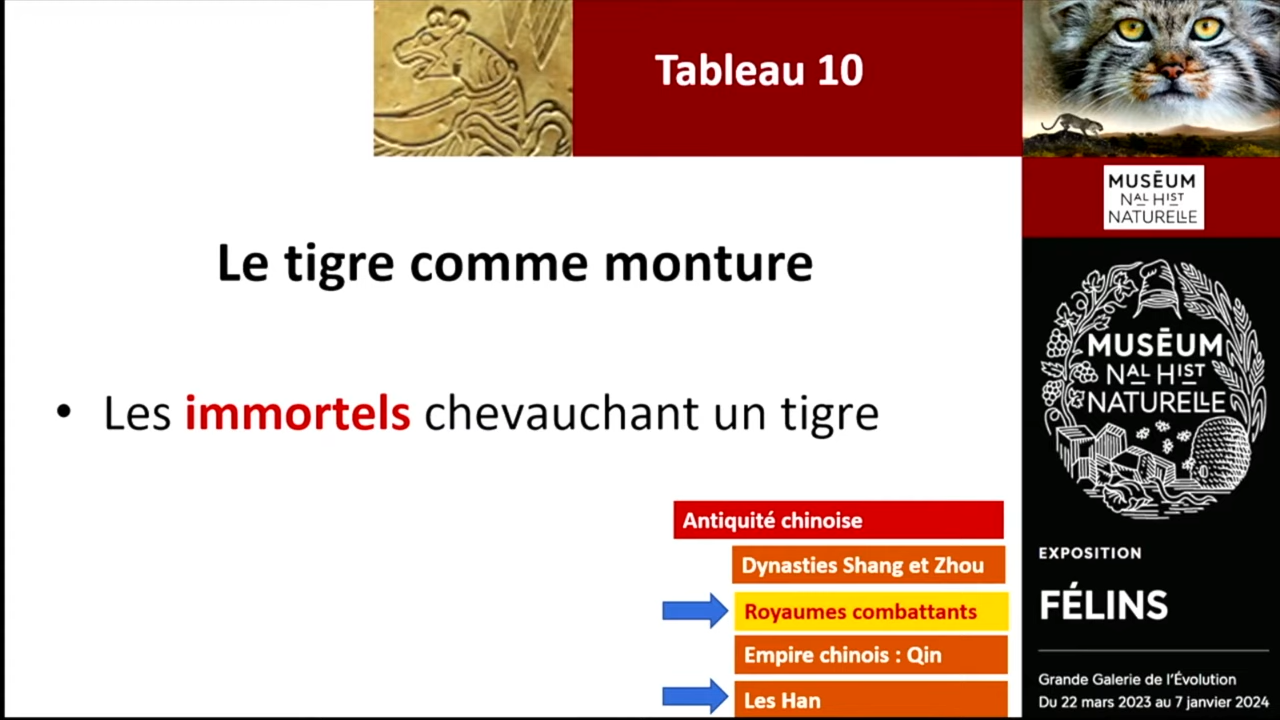 Tableau 10
MUSĒUM
NAL HIST
NATURELLE
Le tigre comme monture
• Les immortels chevauchant un tigre
Antiquité chinoise
Dynasties Shang et Zhou
Royaumes combattants
Empire chinois : Qin
Les Han
MUSĒUM
NAL HIST
NATURELLE
EXPOSITION
FÉLINS
Grande Galerie de l'Évolution
Du 22 mars 2023 au 7 janvier 2024